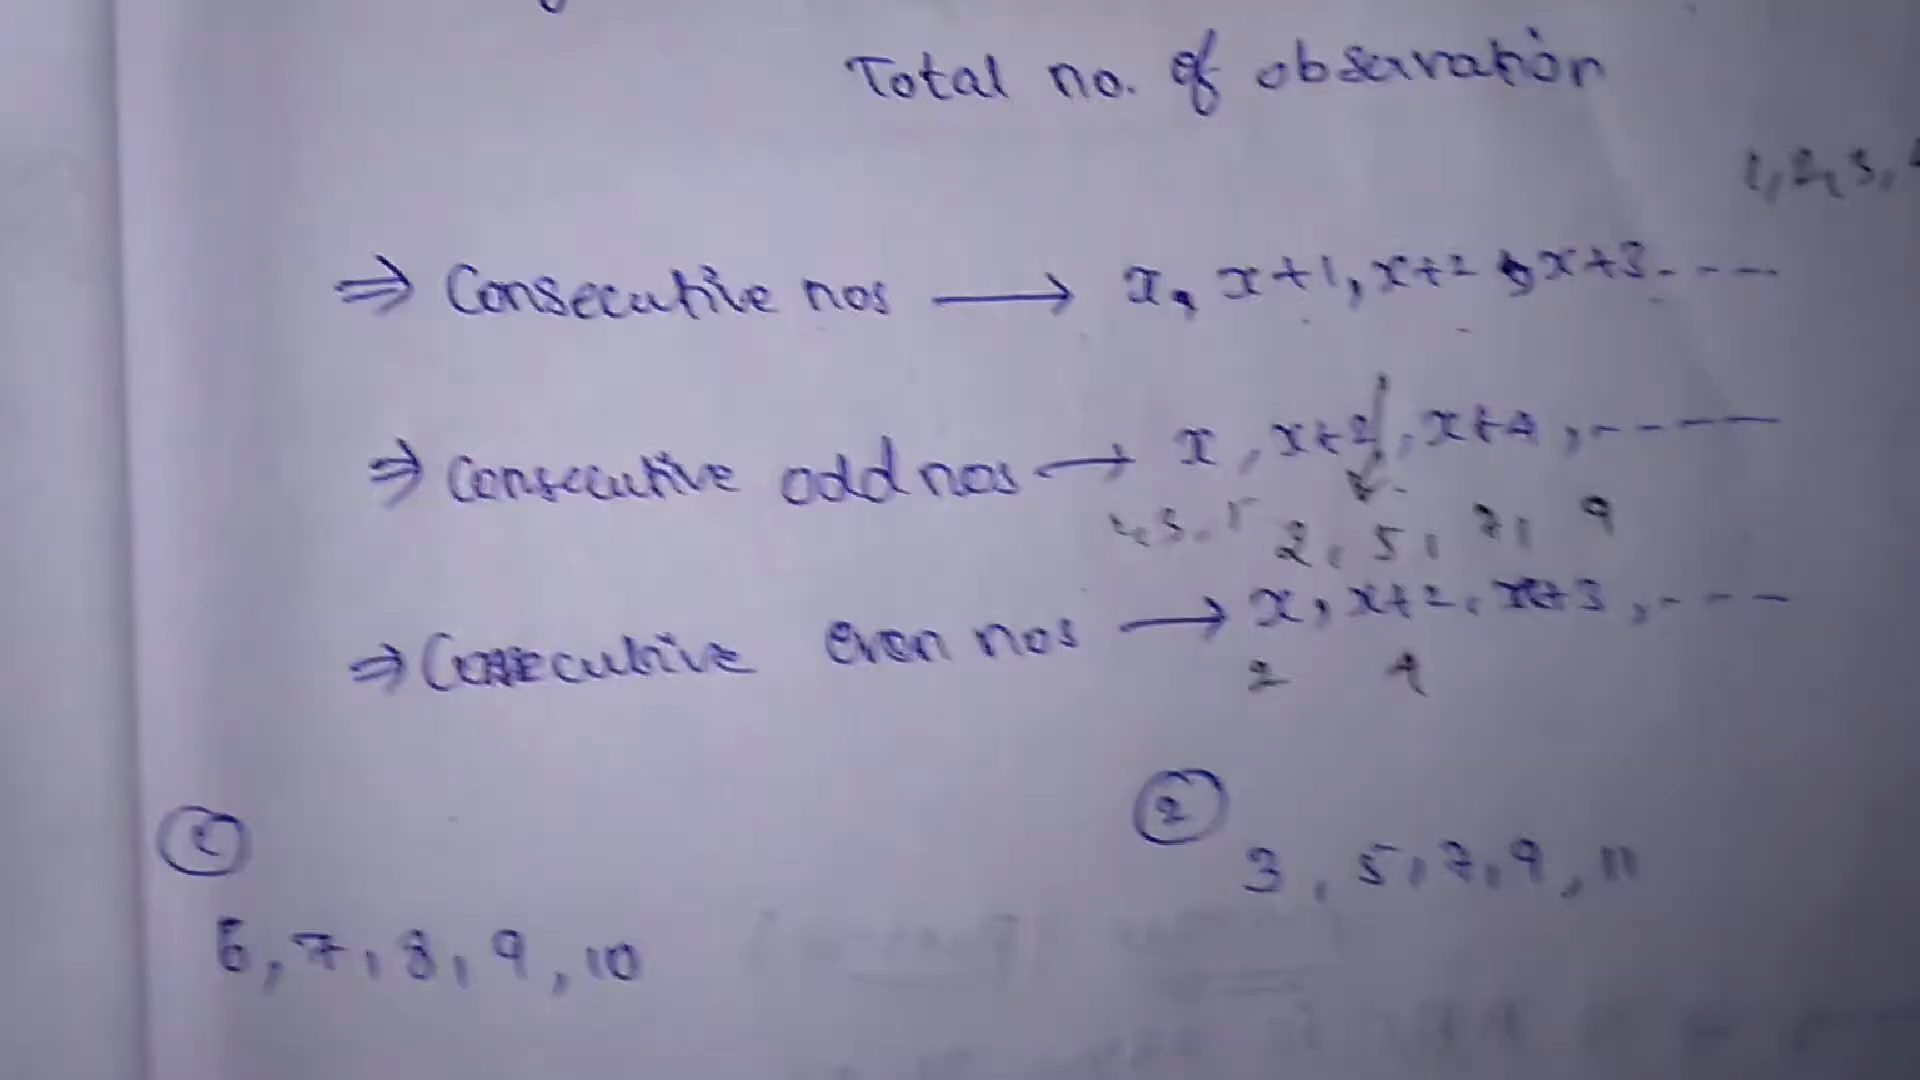 Total no. of observation
1, 2, 3,
⇒ Consecutive nos → x, x+1, x+2, x+3 - - - -
⇒ Consecutive odd nos → x, x+2, x+4, - - - - -
2, 5, 7, 9
⇒ Consecutive even nos → x, x+2, x+3, - - - -
2 4
②
3, 5, 7, 9, 11
①
6, 7, 8, 9, 10